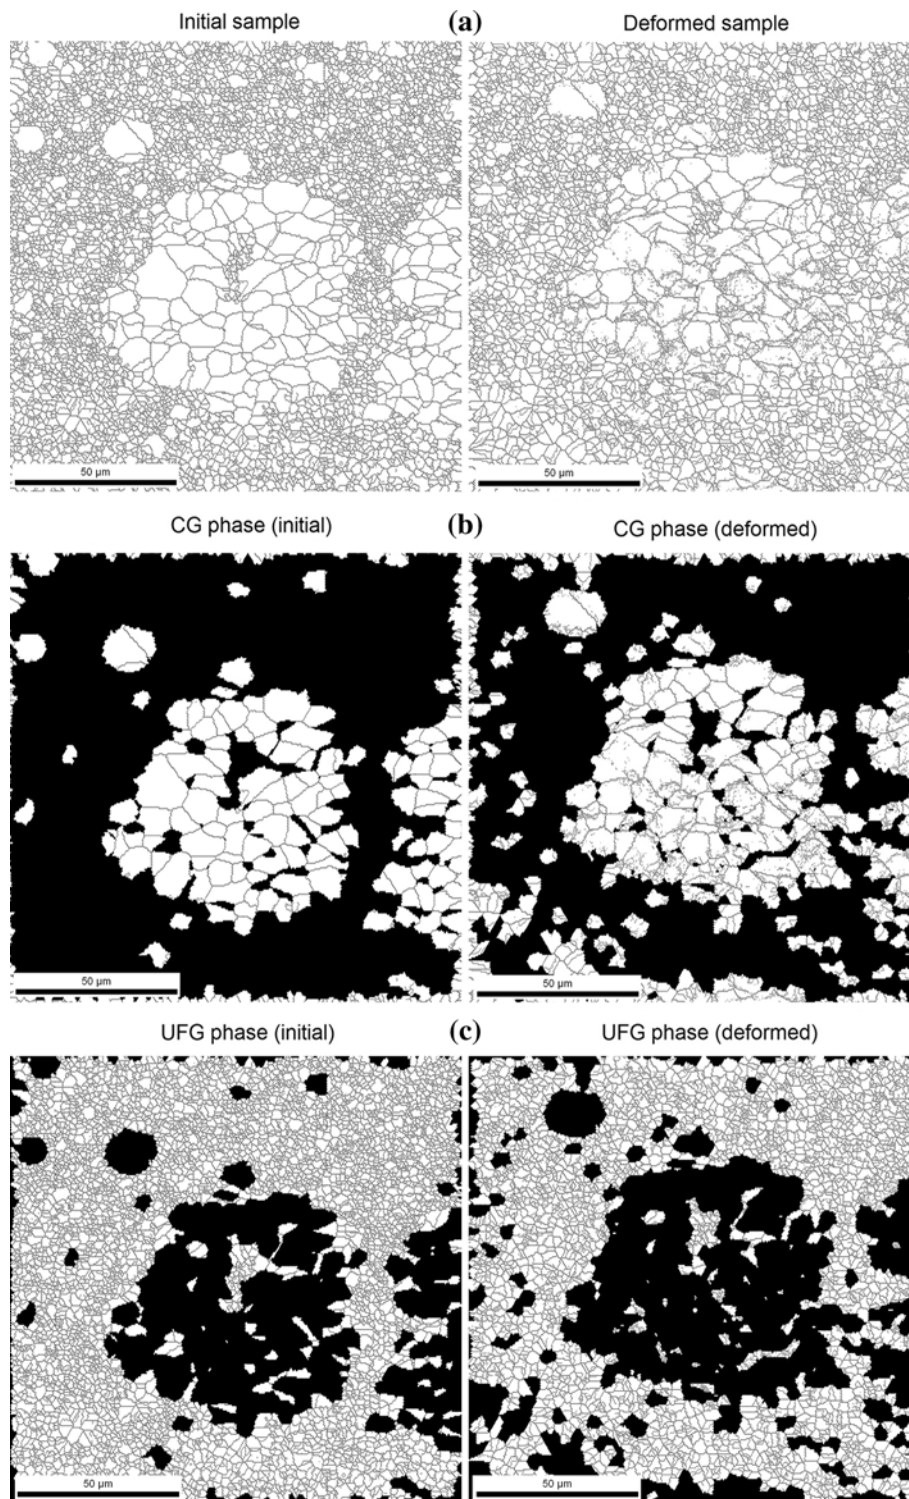 Initial sample (a) Deformed sample
50 µm 50 µm
CG phase (initial) (b) CG phase (deformed)
50 µm 50 µm
UFG phase (initial) (c) UFG phase (deformed)
50 µm 50 µm